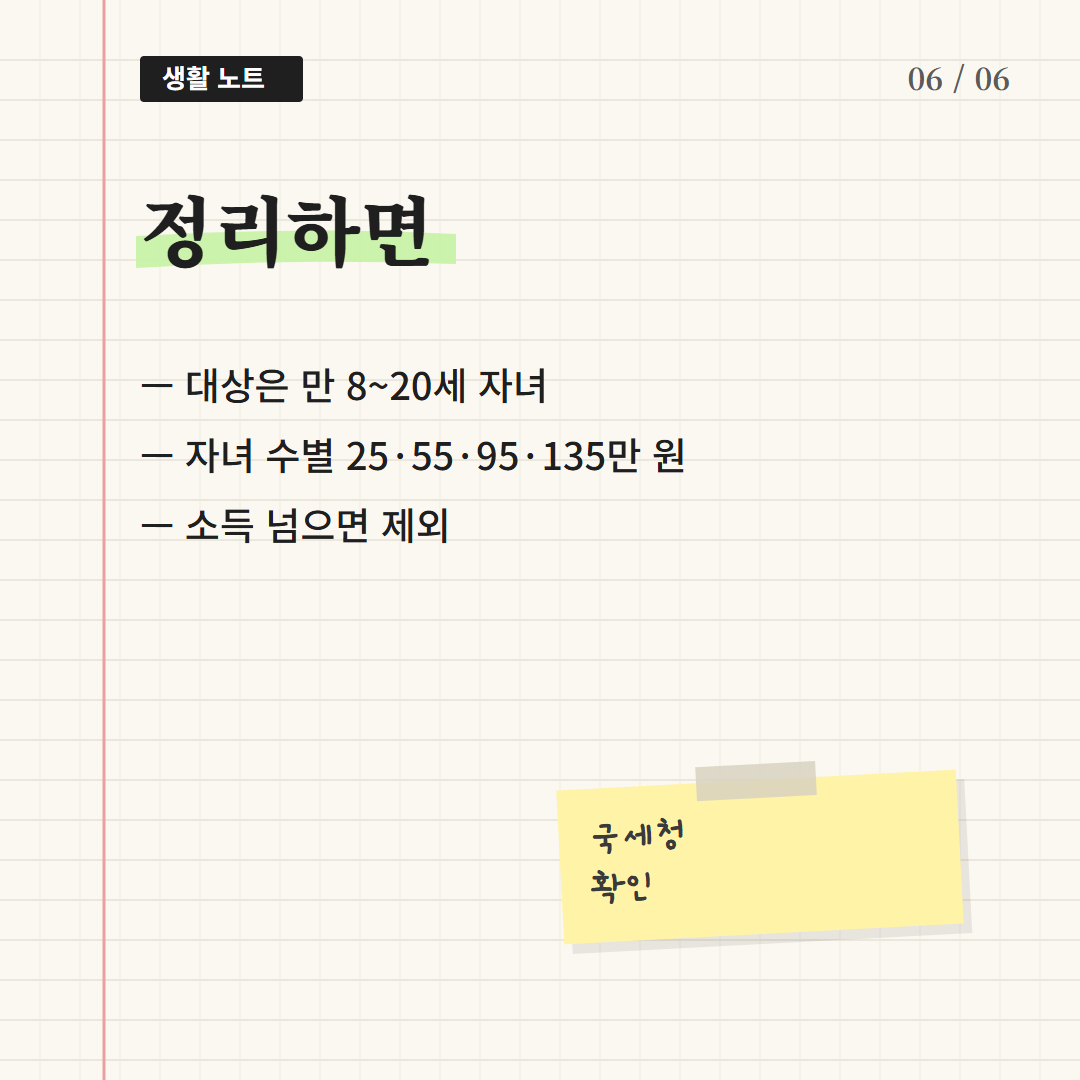 생활 노트
06 / 06
정리하면
— 대상은 만 8~20세 자녀
— 자녀 수별 25·55·95·135만 원
— 소득 넘으면 제외
국세청
확인